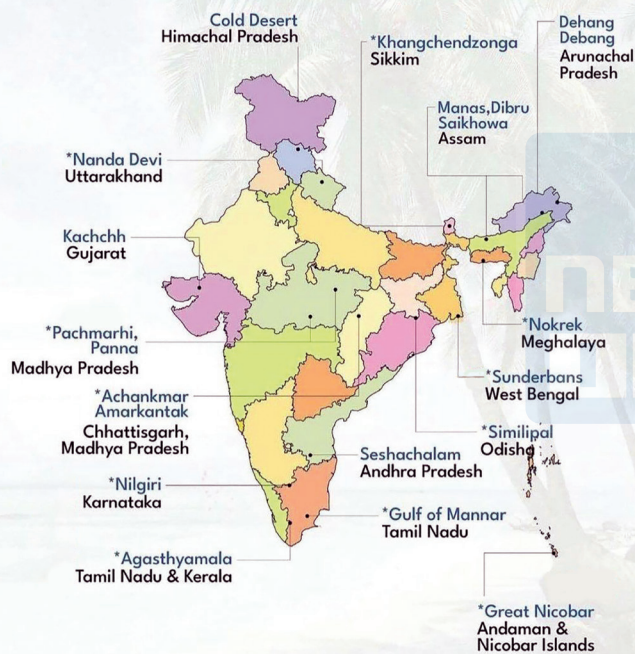 Cold Desert
Himachal Pradesh
*Khangchendzonga
Sikkim
Dehang
Debang
Arunachal
Pradesh
Manas,Dibru
Saikhowa
Assam
*Nanda Devi
Uttarakhand
Kachchh
Gujarat
*Pachmarhi,
Panna
Madhya Pradesh
*Nokrek
Meghalaya
*Sunderbans
West Bengal
*Achankmar
Amarkantak
Chhattisgarh,
Madhya Pradesh
*Similipal
Odisha
Seshachalam
Andhra Pradesh
*Nilgiri
Karnataka
*Gulf of Mannar
Tamil Nadu
*Agasthyamala
Tamil Nadu & Kerala
*Great Nicobar
Andaman &
Nicobar Islands